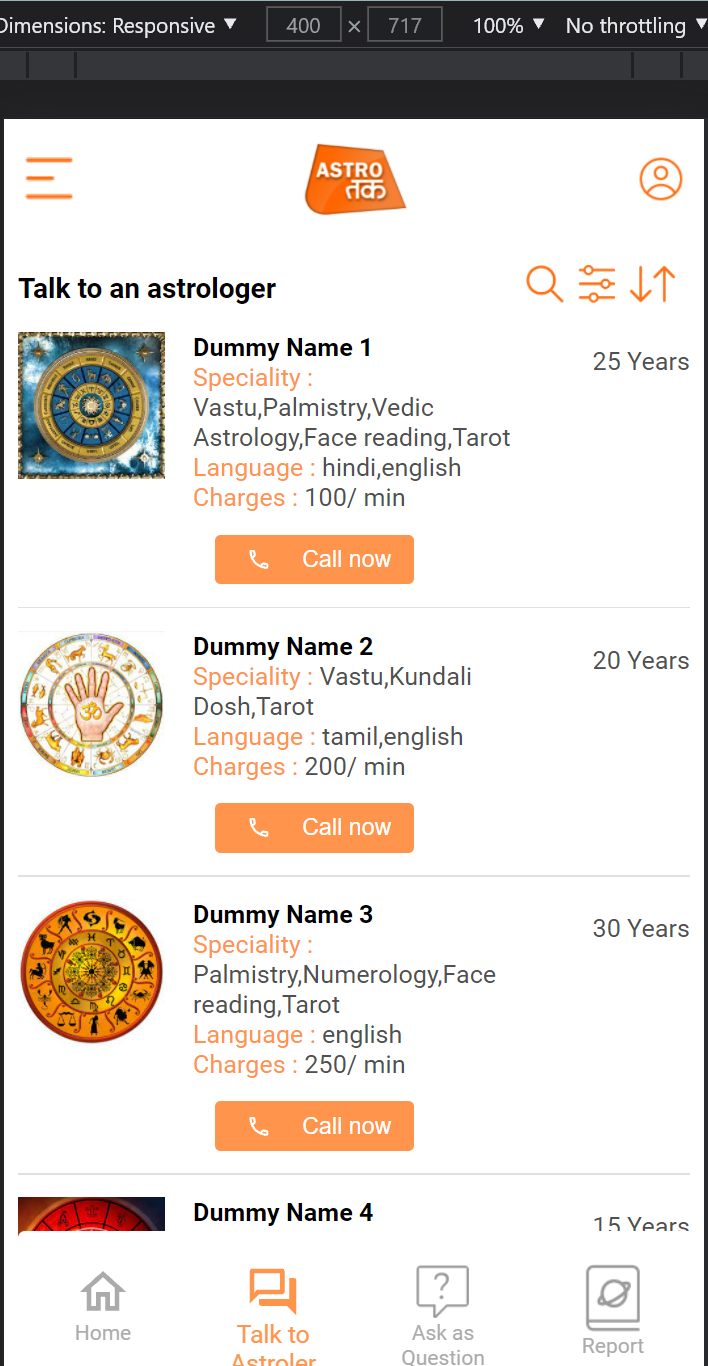 Dimensions: Responsive ▼ 400 × 717 100% ▼ No throttling ▼
ASTRO
तक
Talk to an astrologer
Dummy Name 1
25 Years
Speciality :
Vastu,Palmistry,Vedic
Astrology,Face reading,Tarot
Language : hindi,english
Charges : 100/ min
Call now
Dummy Name 2
20 Years
Speciality : Vastu,Kundali
Dosh,Tarot
Language : tamil,english
Charges : 200/ min
Call now
Dummy Name 3
30 Years
Speciality :
Palmistry,Numerology,Face
reading,Tarot
Language : english
Charges : 250/ min
Call now
Dummy Name 4
15 Years
Home
Talk to
Astroler
Ask as
Question
Report